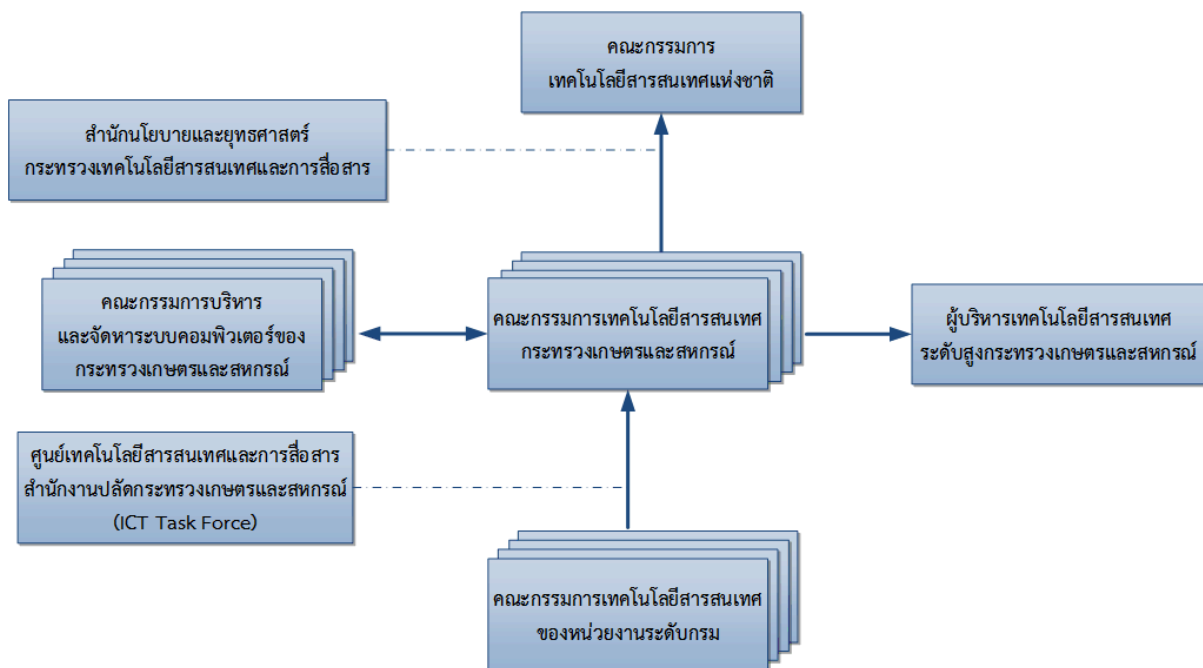 คณะกรรมการ
เทคโนโลยีสารสนเทศแห่งชาติ
สำนักนโยบายและยุทธศาสตร์
กระทรวงเทคโนโลยีสารสนเทศและการสื่อสาร
คณะกรรมการบริหาร
และจัดหาระบบคอมพิวเตอร์ของ
กระทรวงเกษตรและสหกรณ์
คณะกรรมการเทคโนโลยีสารสนเทศ
กระทรวงเกษตรและสหกรณ์
ผู้บริหารเทคโนโลยีสารสนเทศ
ระดับสูงกระทรวงเกษตรและสหกรณ์
ศูนย์เทคโนโลยีสารสนเทศและการสื่อสาร
สำนักงานปลัดกระทรวงเกษตรและสหกรณ์
(ICT Task Force)
คณะกรรมการเทคโนโลยีสารสนเทศ
ของหน่วยงานระดับกรม